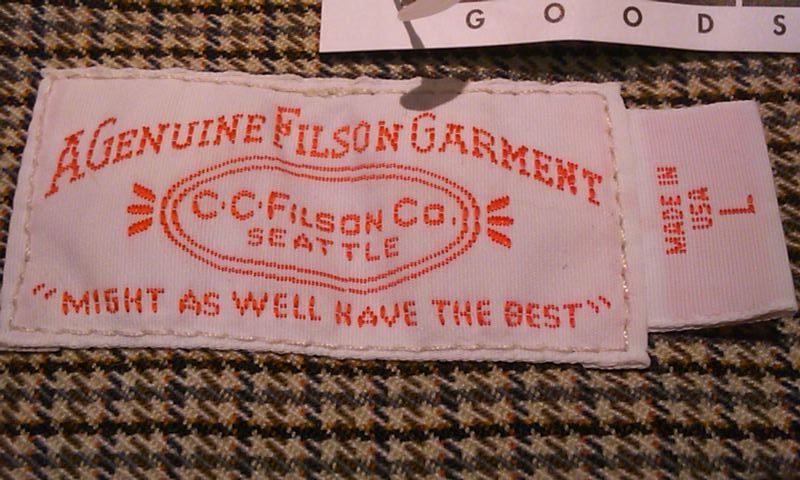 GOODS
A GENUINE FILSON GARMENT
C·C·FILSON CO.
SEATTLE
"MIGHT AS WELL HAVE THE BEST"
MADE IN
USA
L